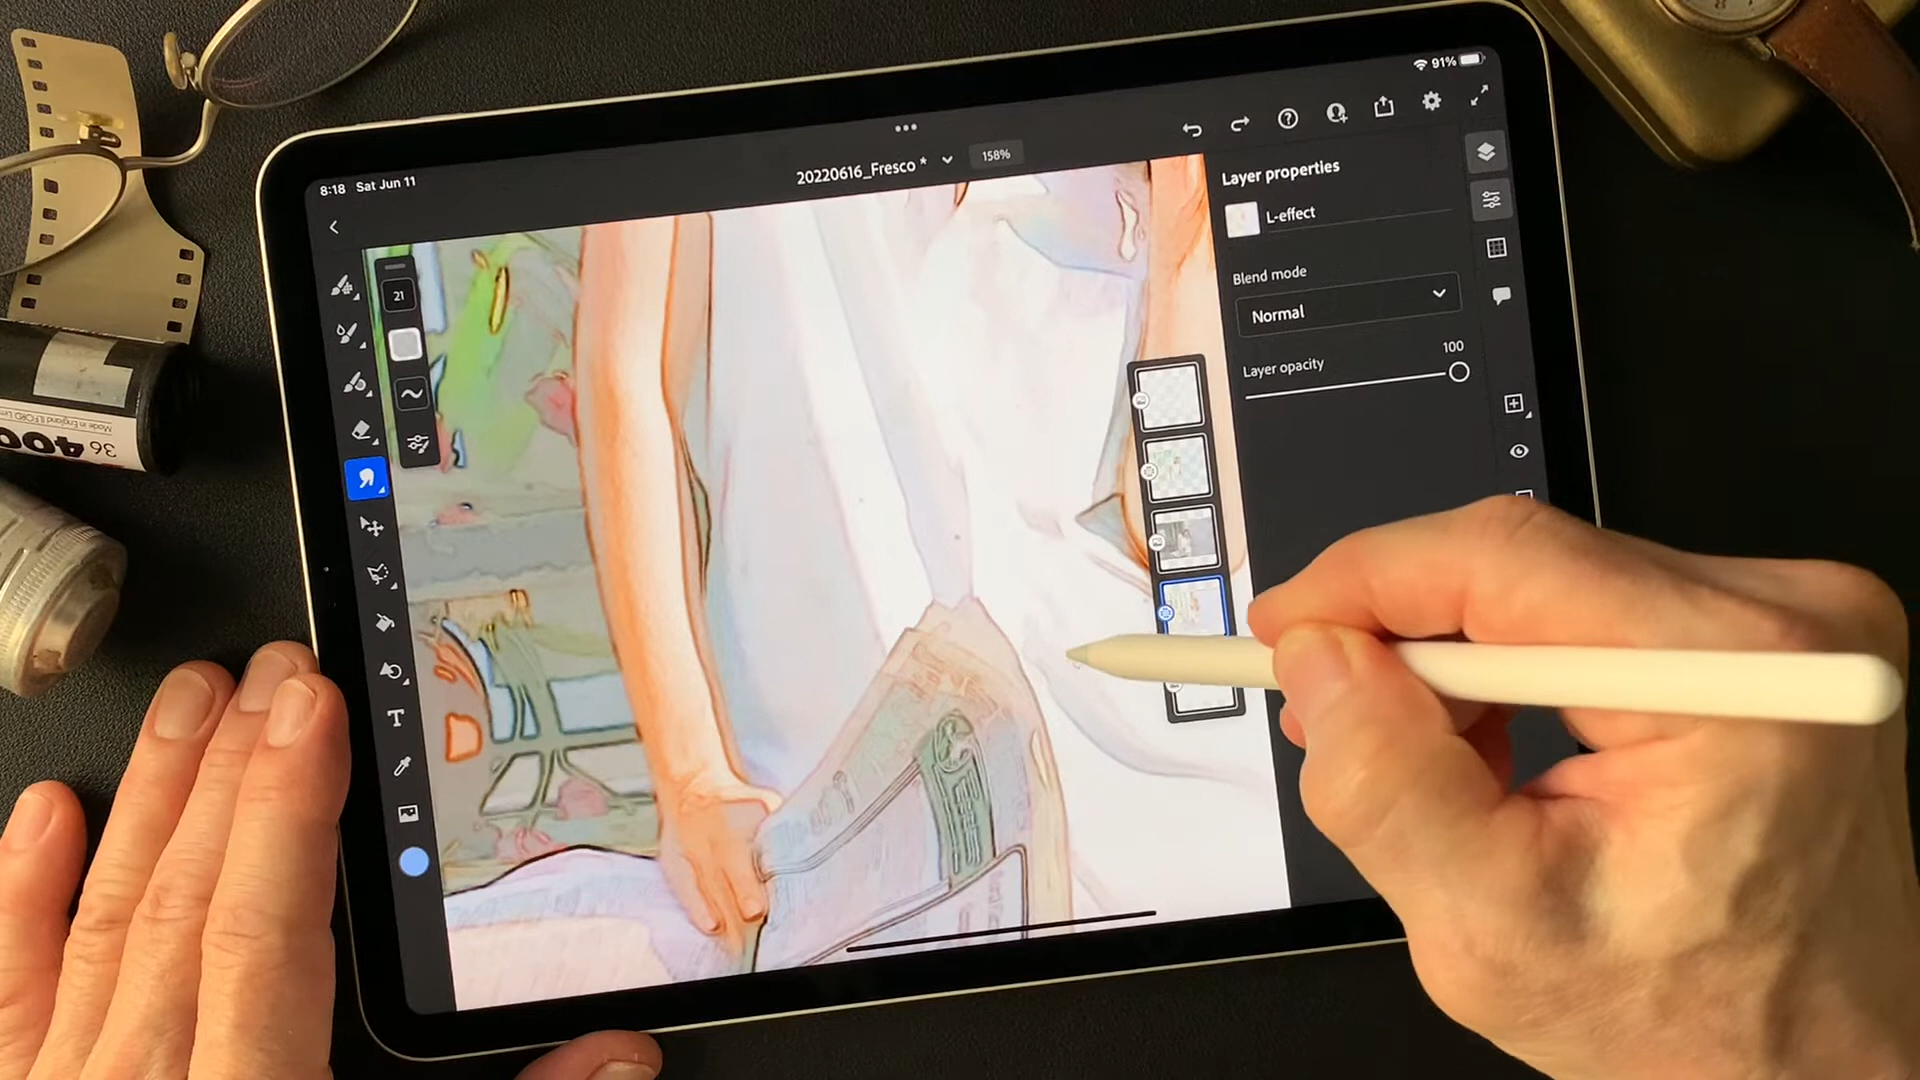 8:18 Sat Jun 11
91%
20220616_Fresco *
158%
Layer properties
L-effect
Blend mode
Normal
Layer opacity
100
21
T
36
400
Made in England ILFORD